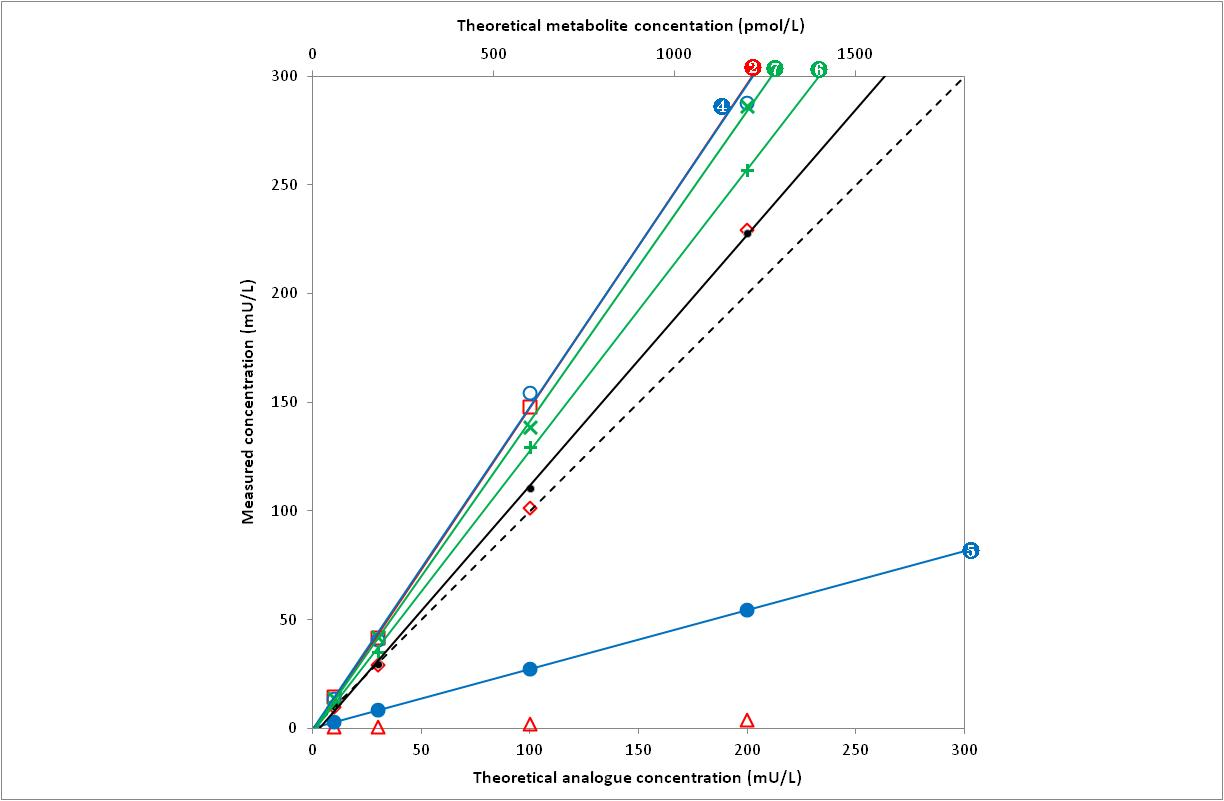 Theoretical metabolite concentation (pmol/L)
0 500 1000 1500
2 7 6
300
4
250
200
Measured concentration (mU/L)
150
100
5
50
0
0 50 100 150 200 250 300
Theoretical analogue concentration (mU/L)